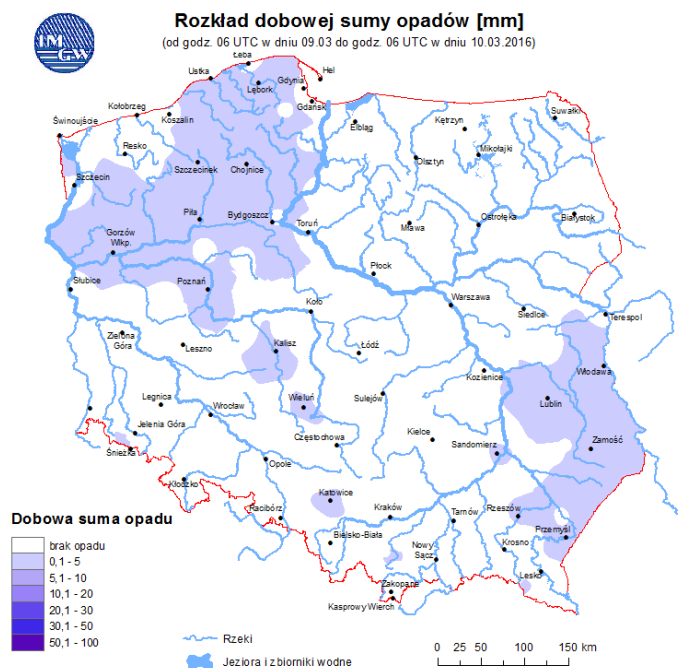 IM
GW
Rozkład dobowej sumy opadów [mm]
(od godz. 06 UTC w dniu 09.03 do godz. 06 UTC w dniu 10.03.2016)
Łeba
Hel
Ustka
Gdynia
Lębork
Gdańsk
Kołobrzeg
Koszalin
Świnoujście
Elbląg
Kętrzyn
Suwałki
Resko
Szczecinek
Chojnice
Olsztyn
Mikołajki
Szczecin
Piła
Bydgoszcz
Toruń
Mława
Ostrołęka
Białystok
Gorzów
Wlkp.
Płock
Słubice
Poznań
Koło
Warszawa
Siedlce
Terespol
Zielona
Góra
Leszno
Kalisz
Łódź
Kozienice
Włodawa
Legnica
Wrocław
Wieluń
Sulejów
Lublin
Jelenia Góra
Śnieżka
Częstochowa
Kielce
Sandomierz
Zamość
Opole
Kłodzko
Katowice
Racibórz
Kraków
Tarnów
Rzeszów
Przemyśl
Bielsko-Biała
Nowy
Sącz
Krosno
Lesko
Zakopane
Kasprowy Wierch
Dobowa suma opadu
brak opadu
0,1 - 5
5,1 - 10
10,1 - 20
20,1 - 30
30,1 - 50
50,1 - 100
Rzeki
Jeziora i zbiorniki wodne
0 25 50 100 150 km